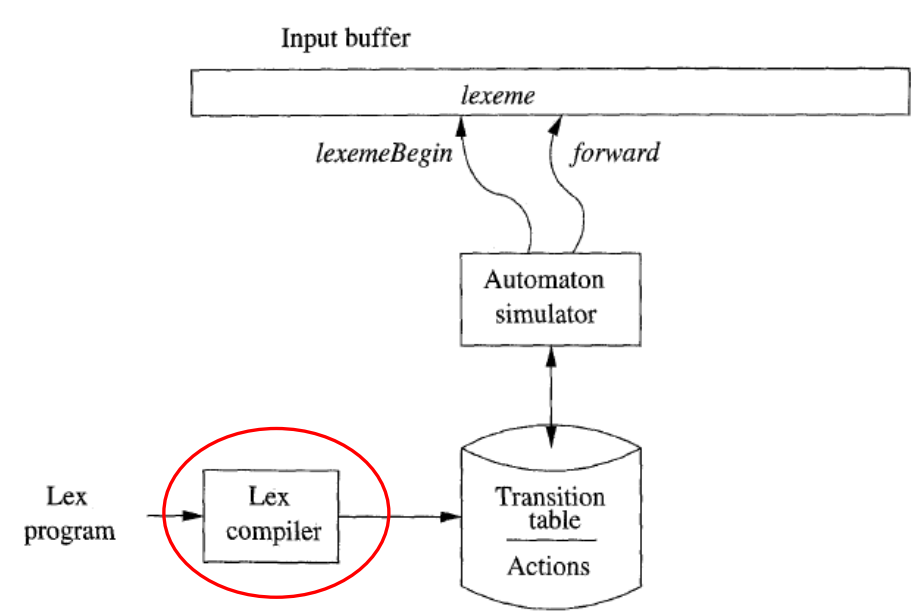 Input buffer
lexeme
lexemeBegin
forward
Automaton
simulator
Lex
program
Lex
compiler
Transition
table
Actions